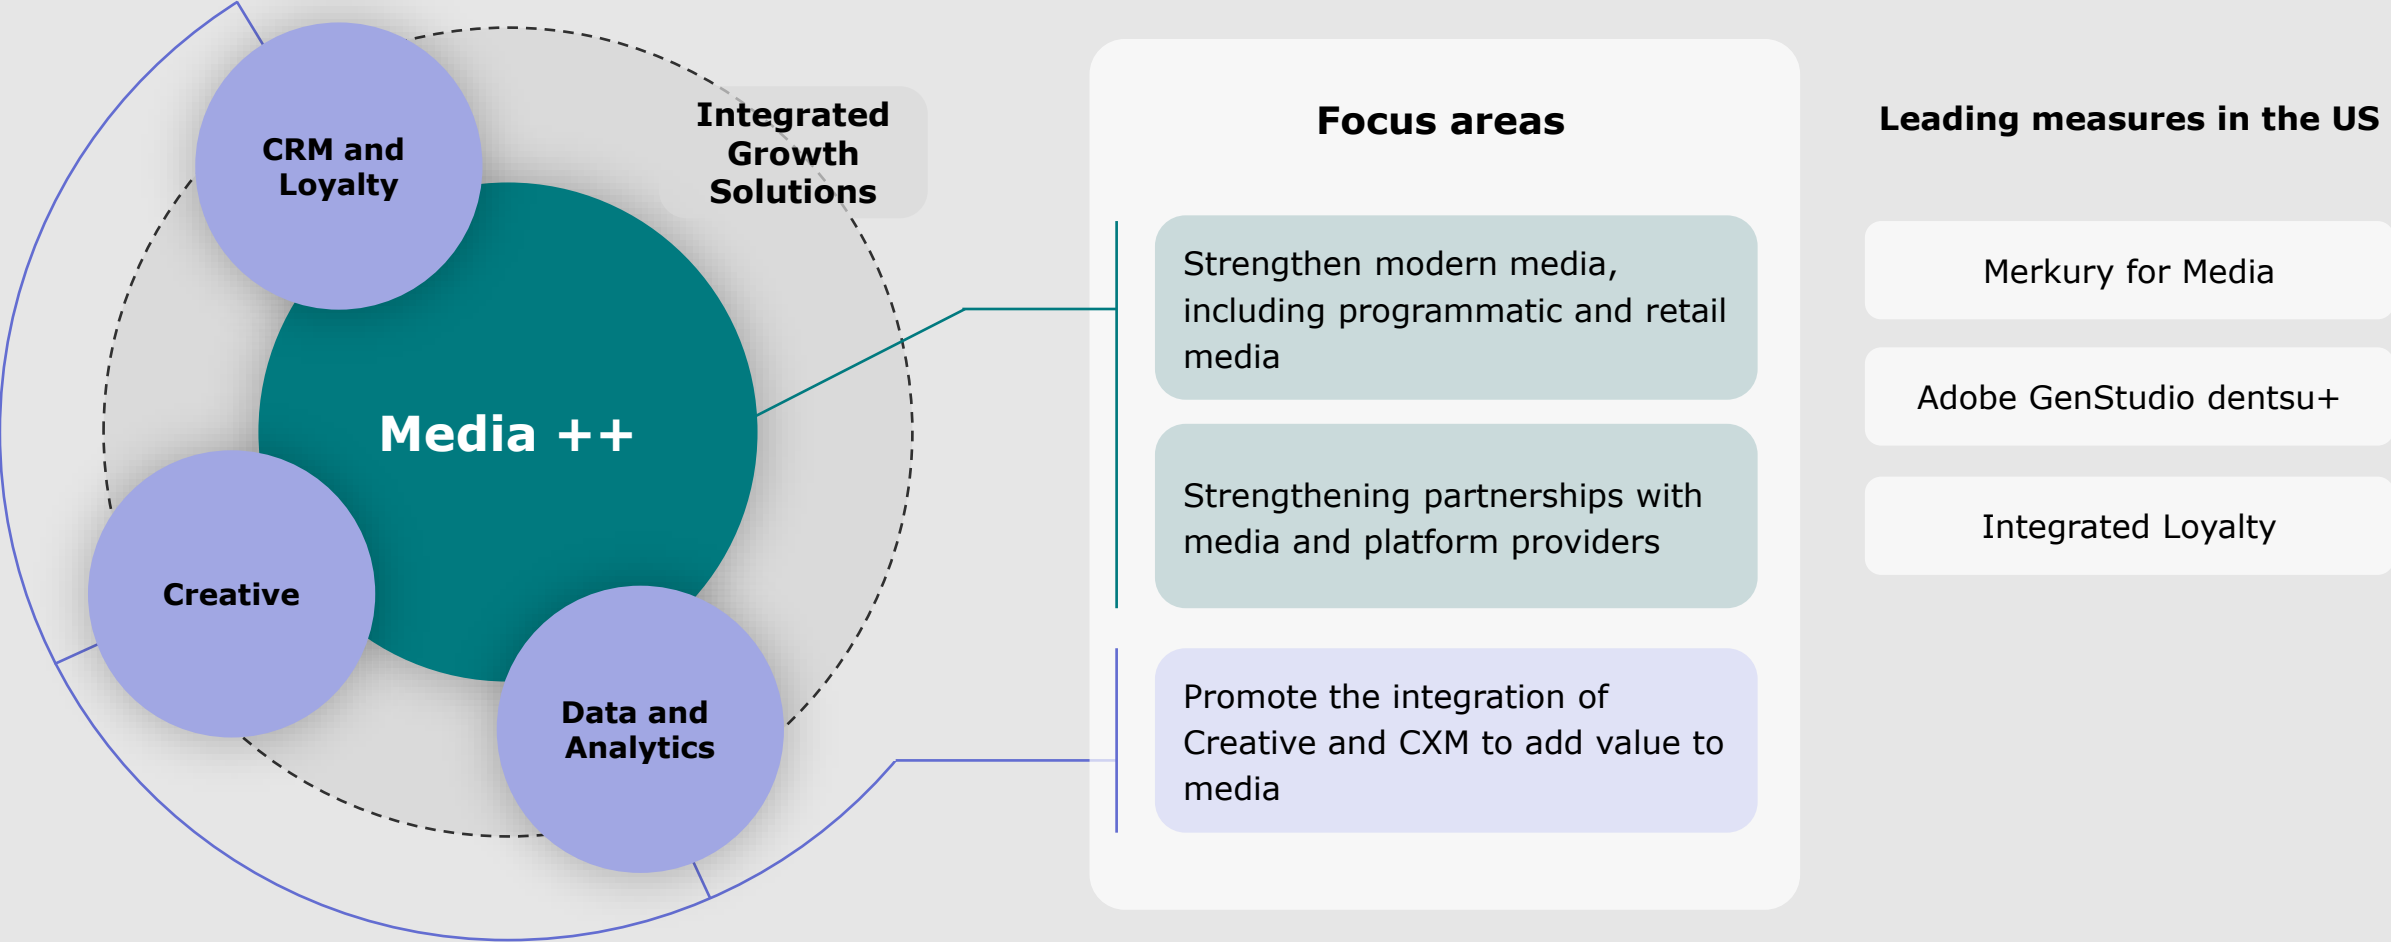 CRM and
Loyalty
Integrated
Growth
Solutions
Media ++
Creative
Data and
Analytics
Focus areas
Strengthen modern media,
including programmatic and retail
media
Strengthening partnerships with
media and platform providers
Promote the integration of
Creative and CXM to add value to
media
Leading measures in the US
Merkury for Media
Adobe GenStudio dentsu+
Integrated Loyalty